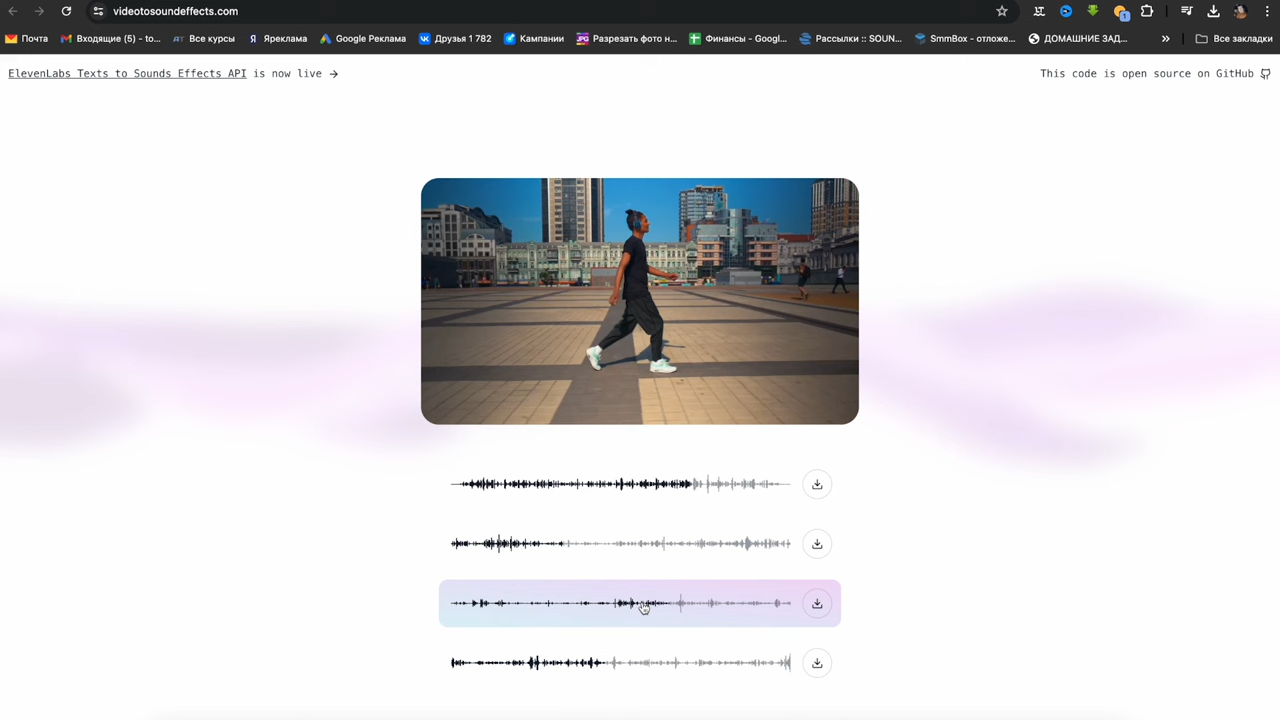 videotosoundeffects.com
1
Почта
Входящие (5) - to...
Все курсы
Яреклама
Google Реклама
Друзья 1 782
Кампании
Разрезать фото н...
Финансы - Googl...
Рассылки :: SOUN...
SmmBox - отложе...
ДОМАШНИЕ ЗАД...
»
Все закладки
ElevenLabs Texts to Sounds Effects API is now live →
This code is open source on GitHub